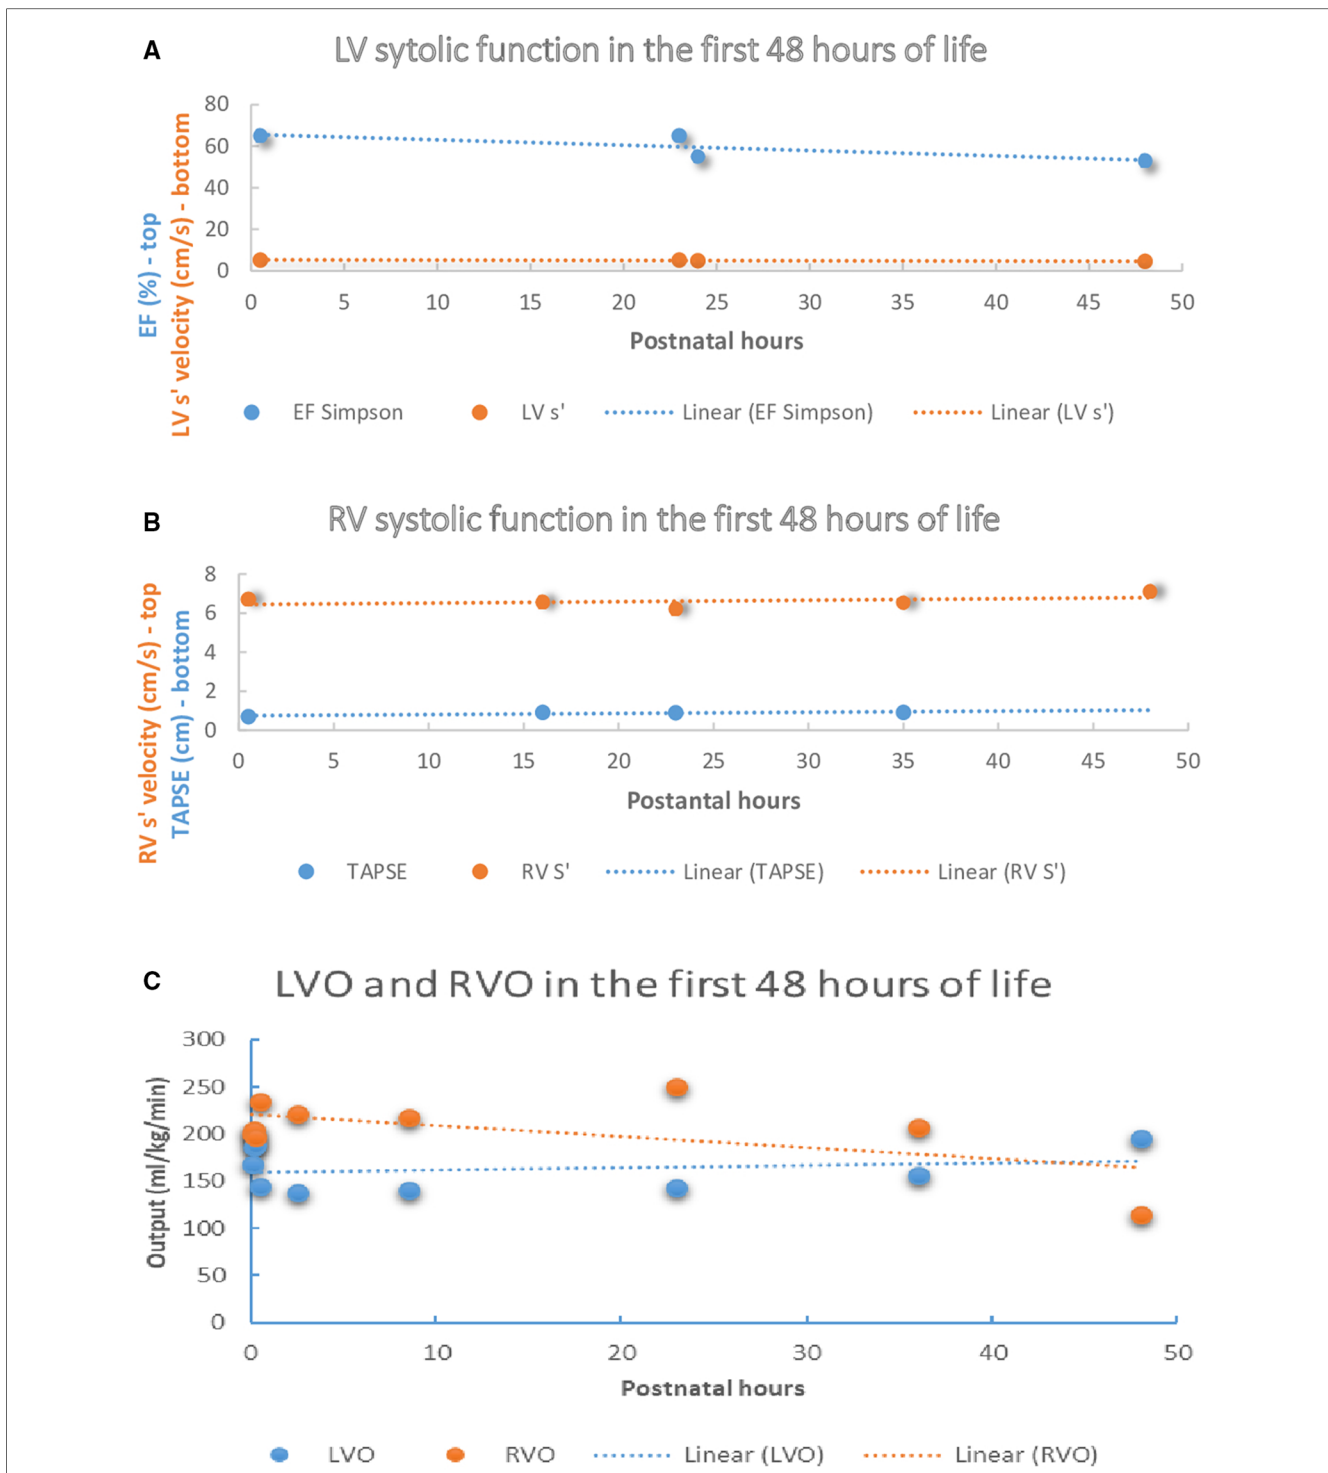 A
LV sytolic function in the first 48 hours of life
EF (%) - top
LV s' velocity (cm/s) - bottom
80
60
40
20
0
0 5 10 15 20 25 30 35 40 45 50
Postnatal hours
EF Simpson LV s' Linear (EF Simpson) Linear (LV s')
B
RV systolic function in the first 48 hours of life
RV s' velocity (cm/s) - top
TAPSE (cm) - bottom
8
6
4
2
0
0 5 10 15 20 25 30 35 40 45 50
Postantal hours
TAPSE RV S' Linear (TAPSE) Linear (RV S')
C
LVO and RVO in the first 48 hours of life
Output (ml/kg/min)
300
250
200
150
100
50
0
0 10 20 30 40 50
Postnatal hours
LVO RVO Linear (LVO) Linear (RVO)